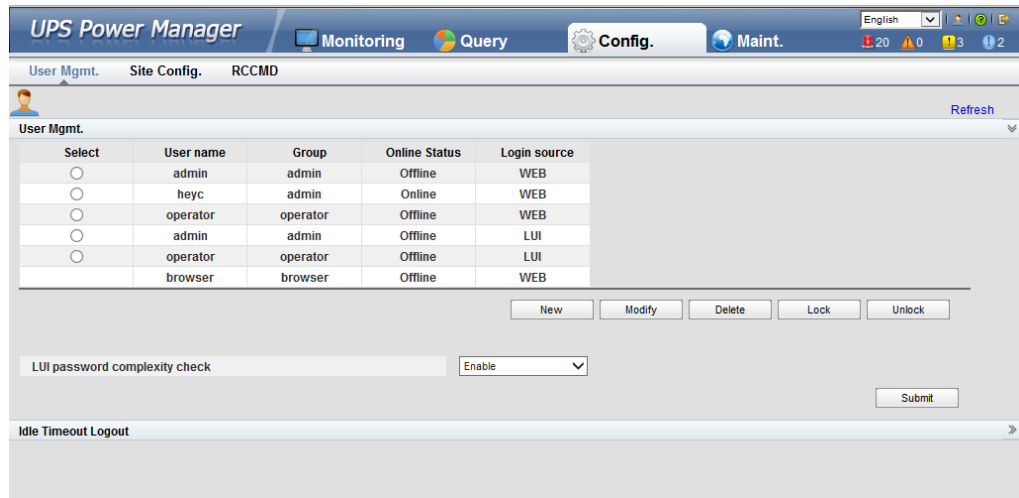 UPS Power Manager
Monitoring Query Config. Maint.
English
20 0 3 2
User Mgmt. Site Config. RCCMD
Refresh
User Mgmt.
Select User name Group Online Status Login source
admin admin Offline WEB
heyc admin Online WEB
operator operator Offline WEB
admin admin Offline LUI
operator operator Offline LUI
browser browser Offline WEB
New Modify Delete Lock Unlock
LUI password complexity check Enable
Submit
Idle Timeout Logout